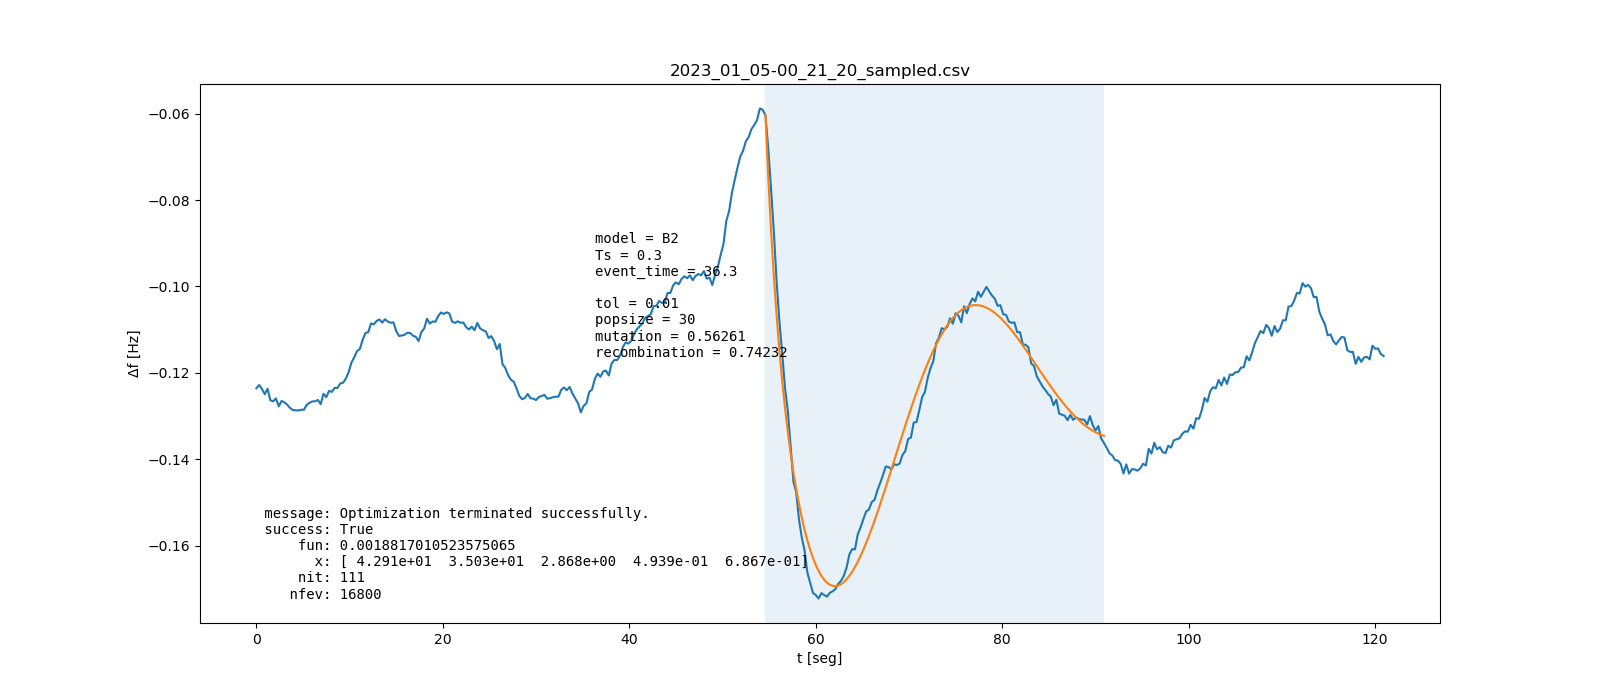 2023_01_05-00_21_20_sampled.csv
−0.06
−0.08
−0.10
−0.12
−0.14
−0.16
Δf [Hz]
model = B2
Ts = 0.3
event_time = 36.3
tol = 0.01
popsize = 30
mutation = 0.56261
recombination = 0.74232
message: Optimization terminated successfully.
success: True
fun: 0.0018817010523575065
x: [ 4.291e+01  3.503e+01  2.868e+00  4.939e-01  6.867e-01]
nit: 111
nfev: 16800
0 20 40 60 80 100 120
t [seg]